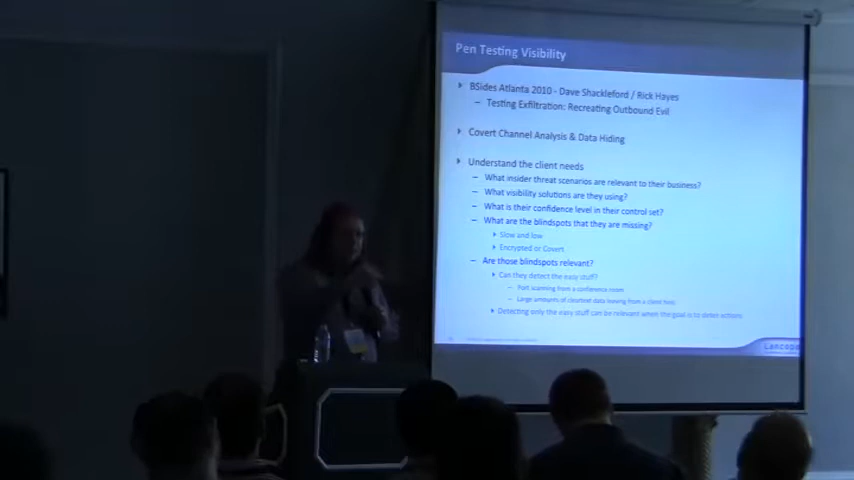 Pen Testing Visibility
BSides Atlanta 2010 - Dave Shackleford / Rick Hayes
– Testing Exfiltration: Recreating Outbound Evil
Covert Channel Analysis & Data Hiding
Understand the client needs
– What insider threat scenarios are relevant to their business?
– What visibility solutions are they using?
– What is their confidence level in their control set?
– What are the blindspots that they are missing?
Slow and low
Encrypted or Covert
– Are those blindspots relevant?
Can they detect the easy stuff?
– Port scanning from a conference room
– Large amounts of cleartext data leaving from a client
Detecting only the easy stuff can be relevant when the goal is to detect
Lancope